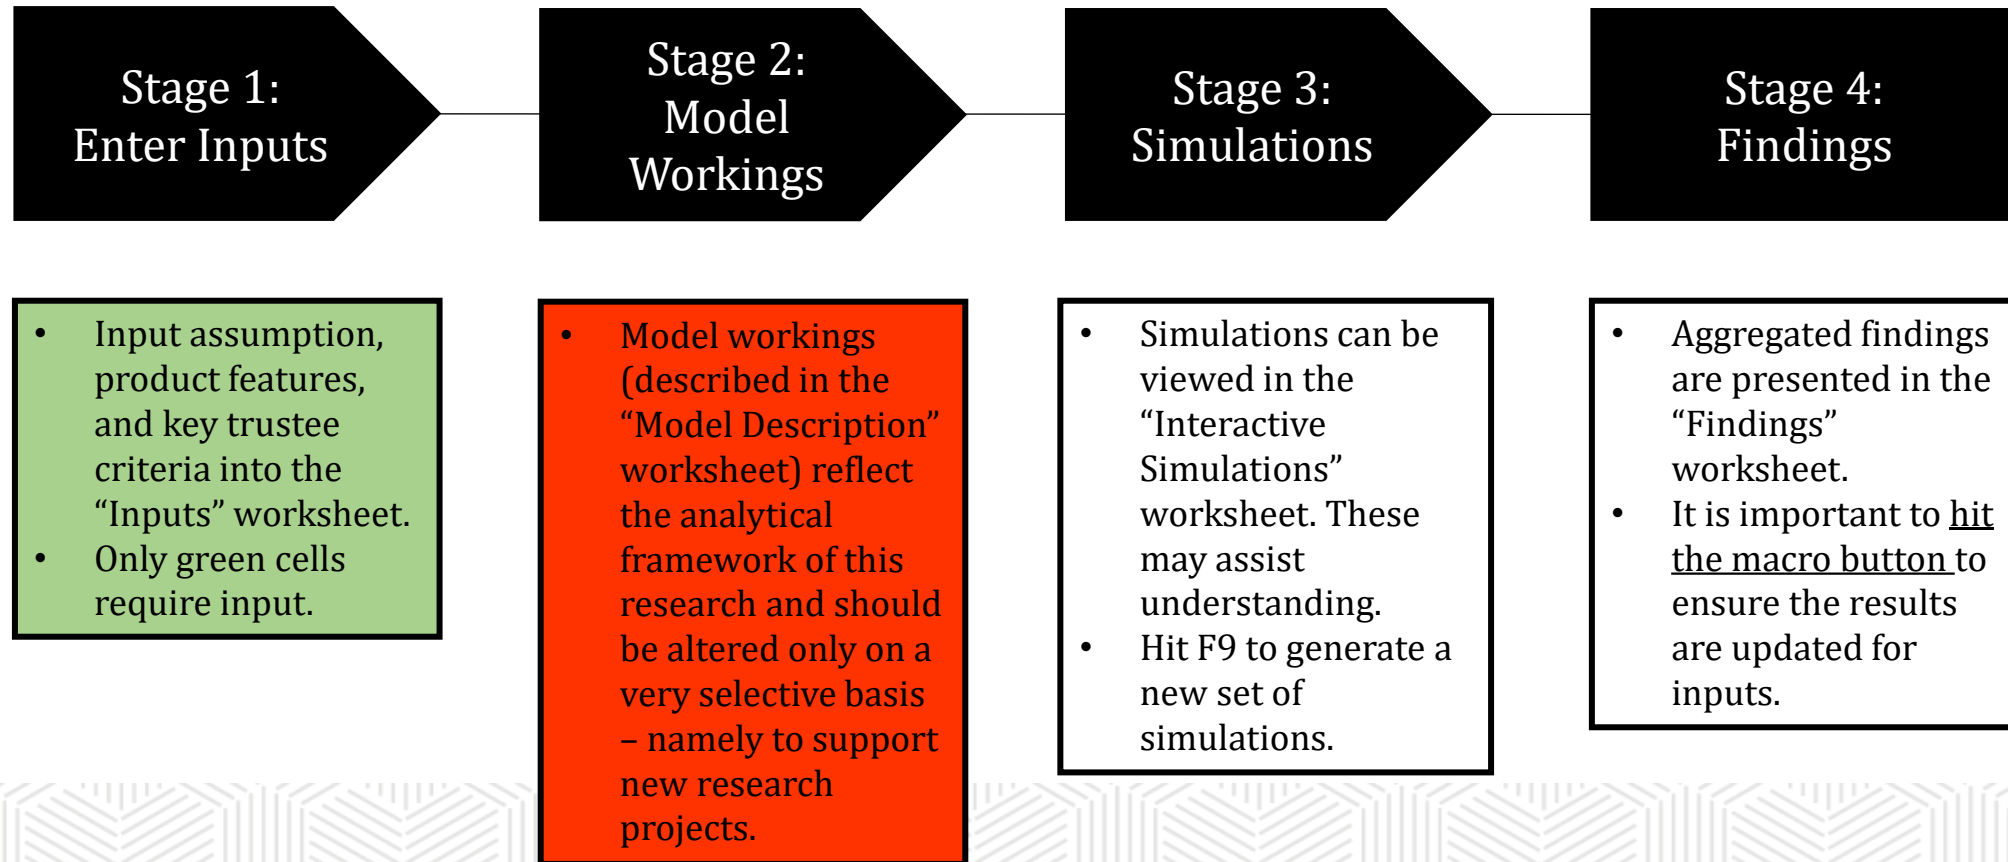 Stage 1:
Enter Inputs
Stage 2:
Model
Workings
Stage 3:
Simulations
Stage 4:
Findings
• Input assumption,
product features,
and key trustee
criteria into the
“Inputs” worksheet.
• Only green cells
require input.
• Model workings
(described in the
“Model Description”
worksheet) reflect
the analytical
framework of this
research and should
be altered only on a
very selective basis
– namely to support
new research
projects.
• Simulations can be
viewed in the
“Interactive
Simulations”
worksheet. These
may assist
understanding.
• Hit F9 to generate a
new set of
simulations.
• Aggregated findings
are presented in the
“Findings”
worksheet.
• It is important to hit
the macro button to
ensure the results
are updated for
inputs.